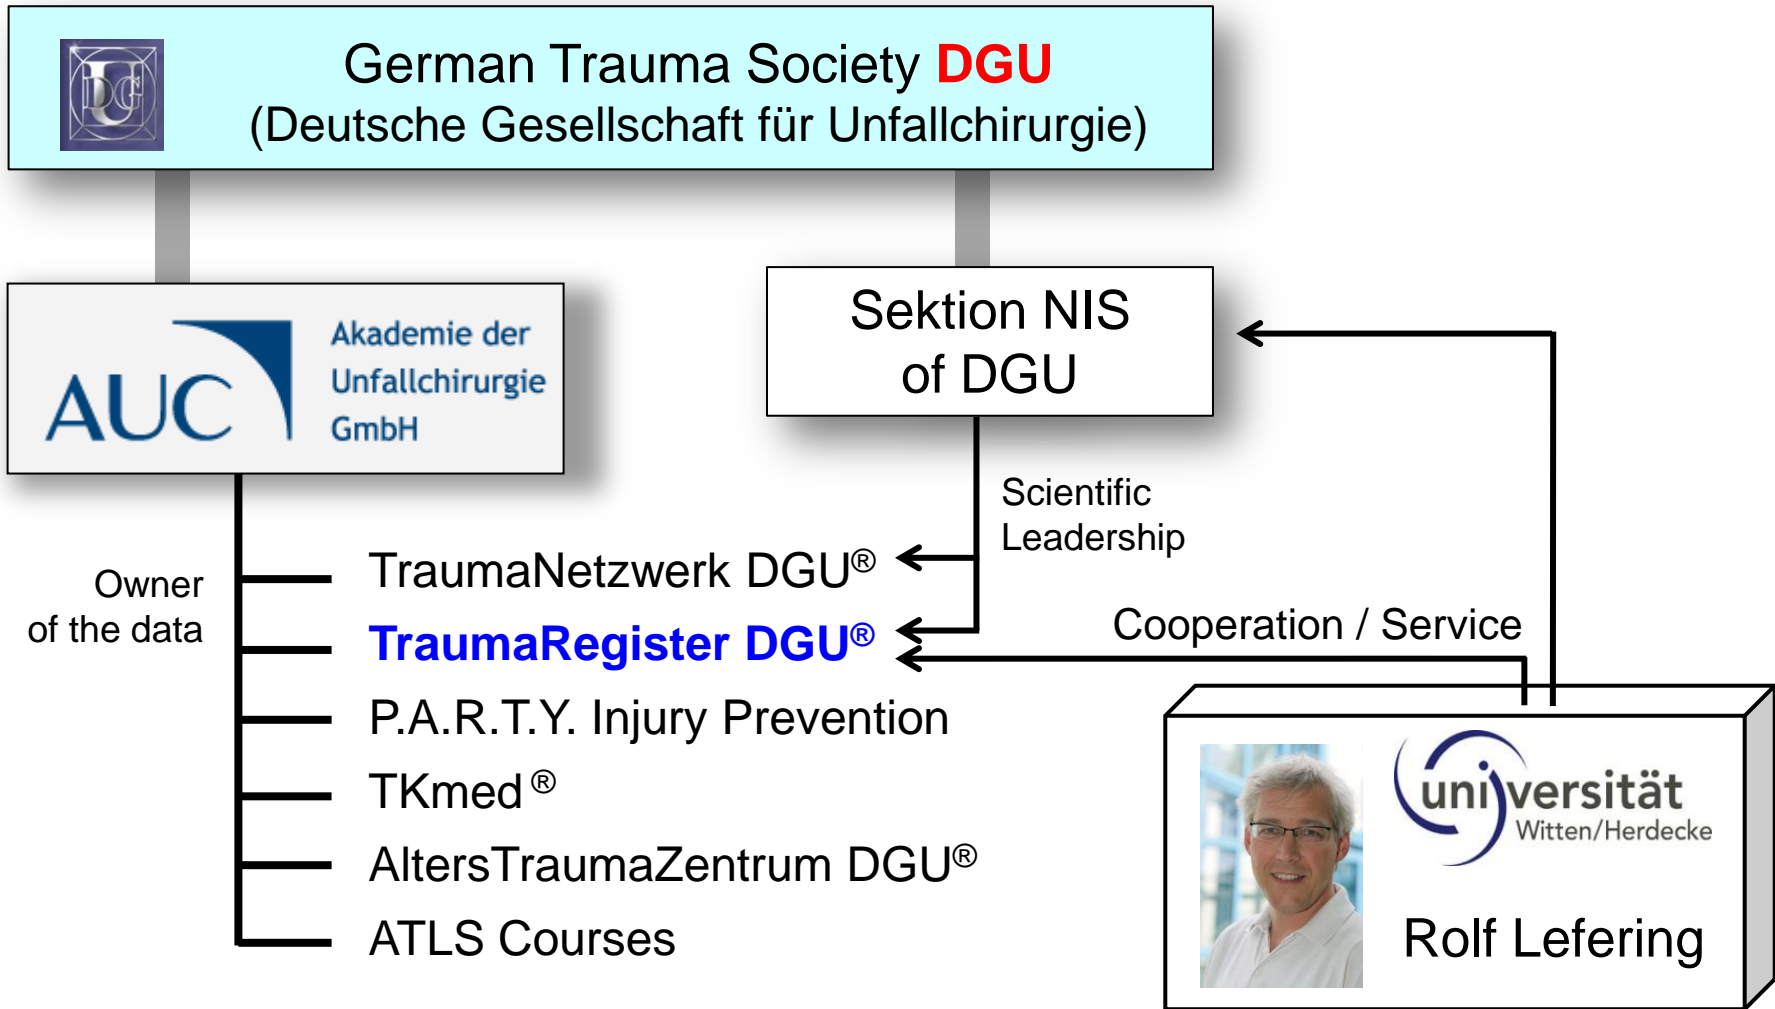 German Trauma Society DGU
(Deutsche Gesellschaft für Unfallchirurgie)
DGU
AUC
Akademie der
Unfallchirurgie
GmbH
Sektion NIS
of DGU
Scientific
Leadership
Owner
of the data
TraumaNetzwerk DGU®
TraumaRegister DGU®
P.A.R.T.Y. Injury Prevention
TKmed ®
AltersTraumaZentrum DGU®
ATLS Courses
Cooperation / Service
universität
Witten/Herdecke
Rolf Lefering